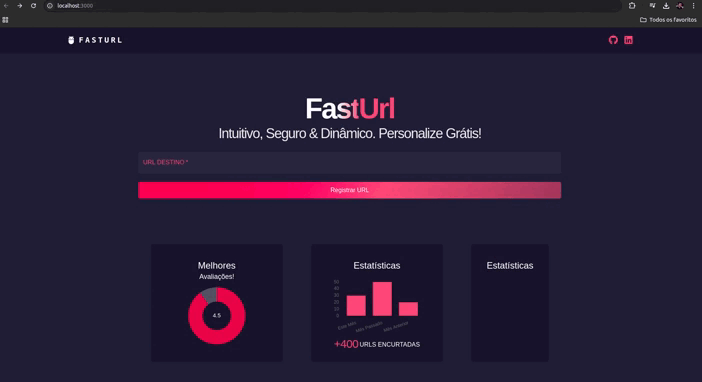 localhost:3000
Todos os favoritos
FASTURL
FastUrl
Intuitivo, Seguro & Dinâmico. Personalize Grátis!
URL DESTINO *
Registrar URL
Melhores
Avaliações!
4.5
Estatísticas
50
40
30
20
10
0
Este Mês
Mês Passado
Mês Anterior
+400 URLS ENCURTADAS
Estatísticas